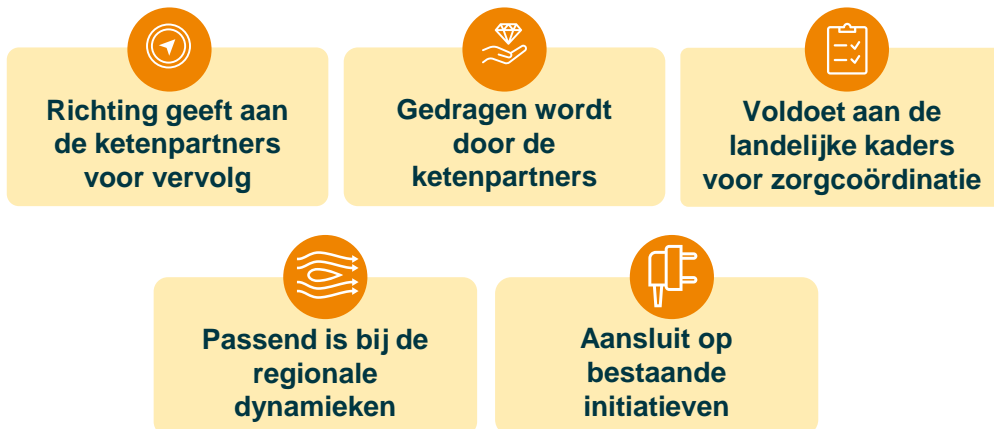 Richting geeft aan
de ketenpartners
voor vervolg
Gedragen wordt
door de
ketenpartners
Voldoet aan de
landelijke kaders
voor zorgcoördinatie
Passend is bij de
regionale
dynamieken
Aansluit op
bestaande
initiatieven